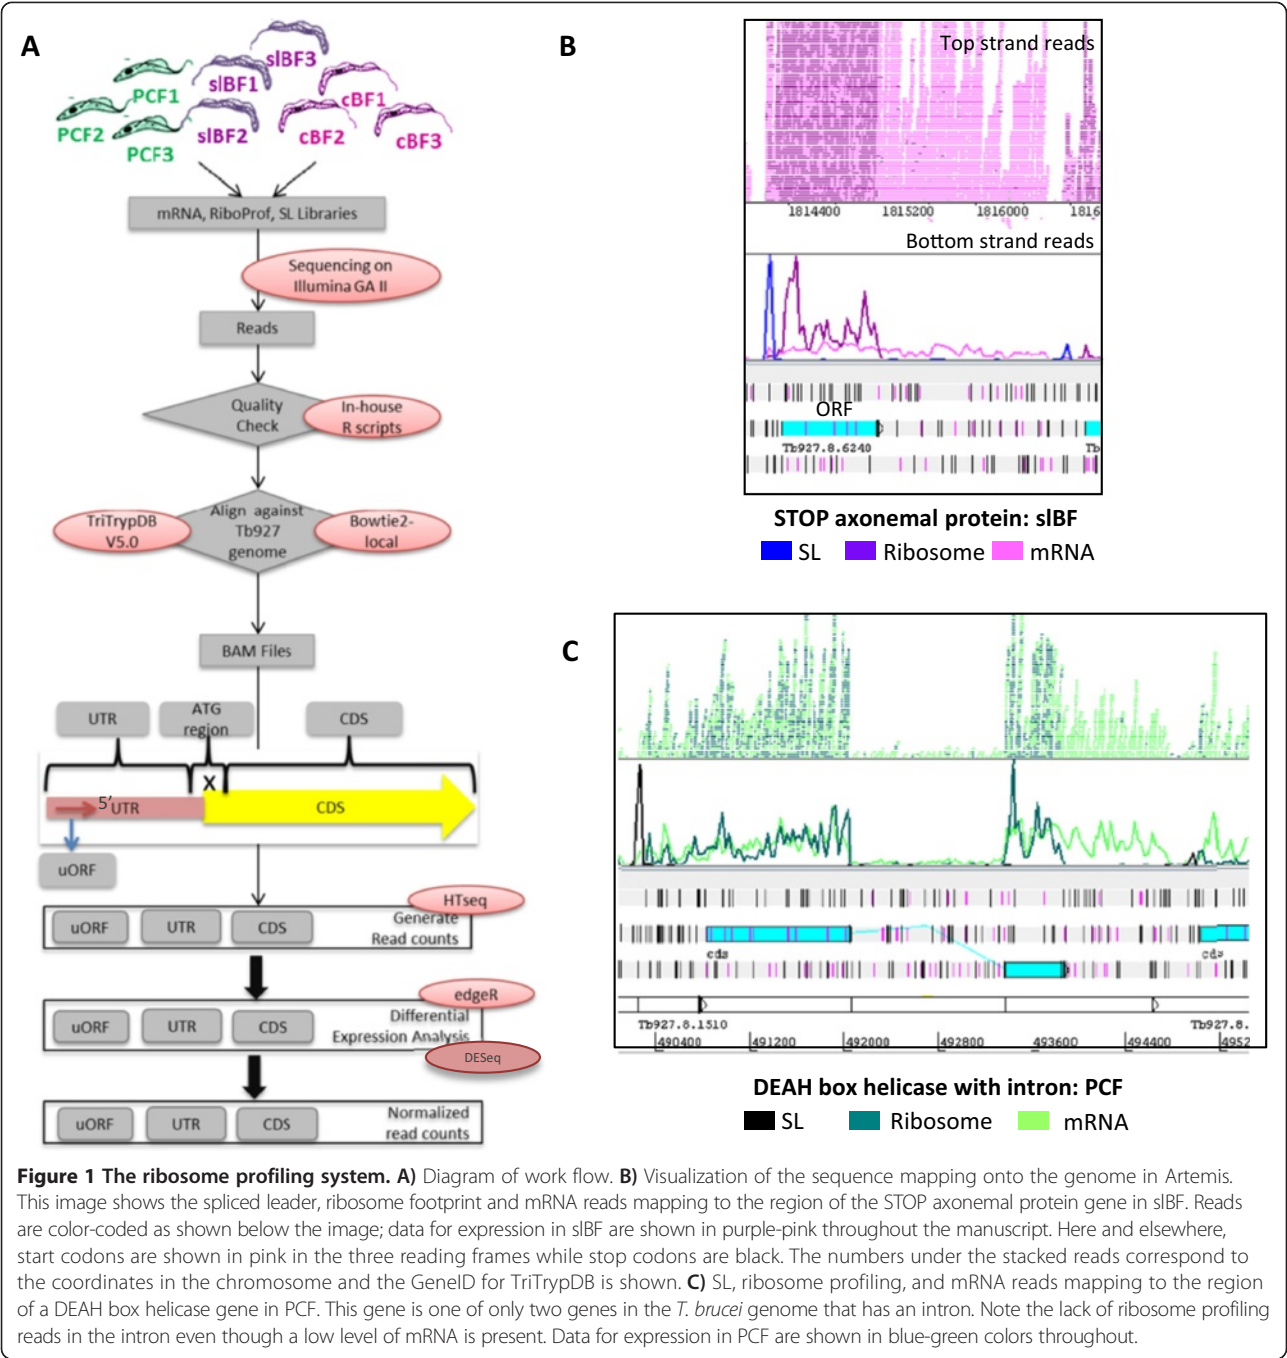 A
slBF3
PCF1
slBF1
cBF1
PCF2
slBF2
cBF2
cBF3
PCF3
mRNA, RiboProf, SL Libraries
Sequencing on
Illumina GA II
Reads
Quality
Check
In-house
R scripts
TriTrypDB
V5.0
Align against
Tb927
genome
Bowtie2-
local
BAM Files
UTR
ATG
region
CDS
X
5’ UTR
CDS
uORF
HTseq
uORF
UTR
CDS
Generate
Read counts
edgeR
uORF
UTR
CDS
Differential
Expression Analysis
DESeq
uORF
UTR
CDS
Normalized
read counts
B
Top strand reads
1814400 1815200 1816000 1816
Bottom strand reads
ORF
Tb927.8.6240
Tb
STOP axonemal protein: slBF
SL Ribosome mRNA
C
cds
cds
Tb927.8.1510
Tb927.8.
490400 491200 492000 492800 493600 494400 4952
DEAH box helicase with intron: PCF
SL Ribosome mRNA
Figure 1 The ribosome profiling system. A) Diagram of work flow. B) Visualization of the sequence mapping onto the genome in Artemis.
This image shows the spliced leader, ribosome footprint and mRNA reads mapping to the region of the STOP axonemal protein gene in slBF. Reads
are color-coded as shown below the image; data for expression in slBF are shown in purple-pink throughout the manuscript. Here and elsewhere,
start codons are shown in pink in the three reading frames while stop codons are black. The numbers under the stacked reads correspond to
the coordinates in the chromosome and the GeneID for TriTrypDB is shown. C) SL, ribosome profiling, and mRNA reads mapping to the region
of a DEAH box helicase gene in PCF. This gene is one of only two genes in the T. brucei genome that has an intron. Note the lack of ribosome profiling
reads in the intron even though a low level of mRNA is present. Data for expression in PCF are shown in blue-green colors throughout.